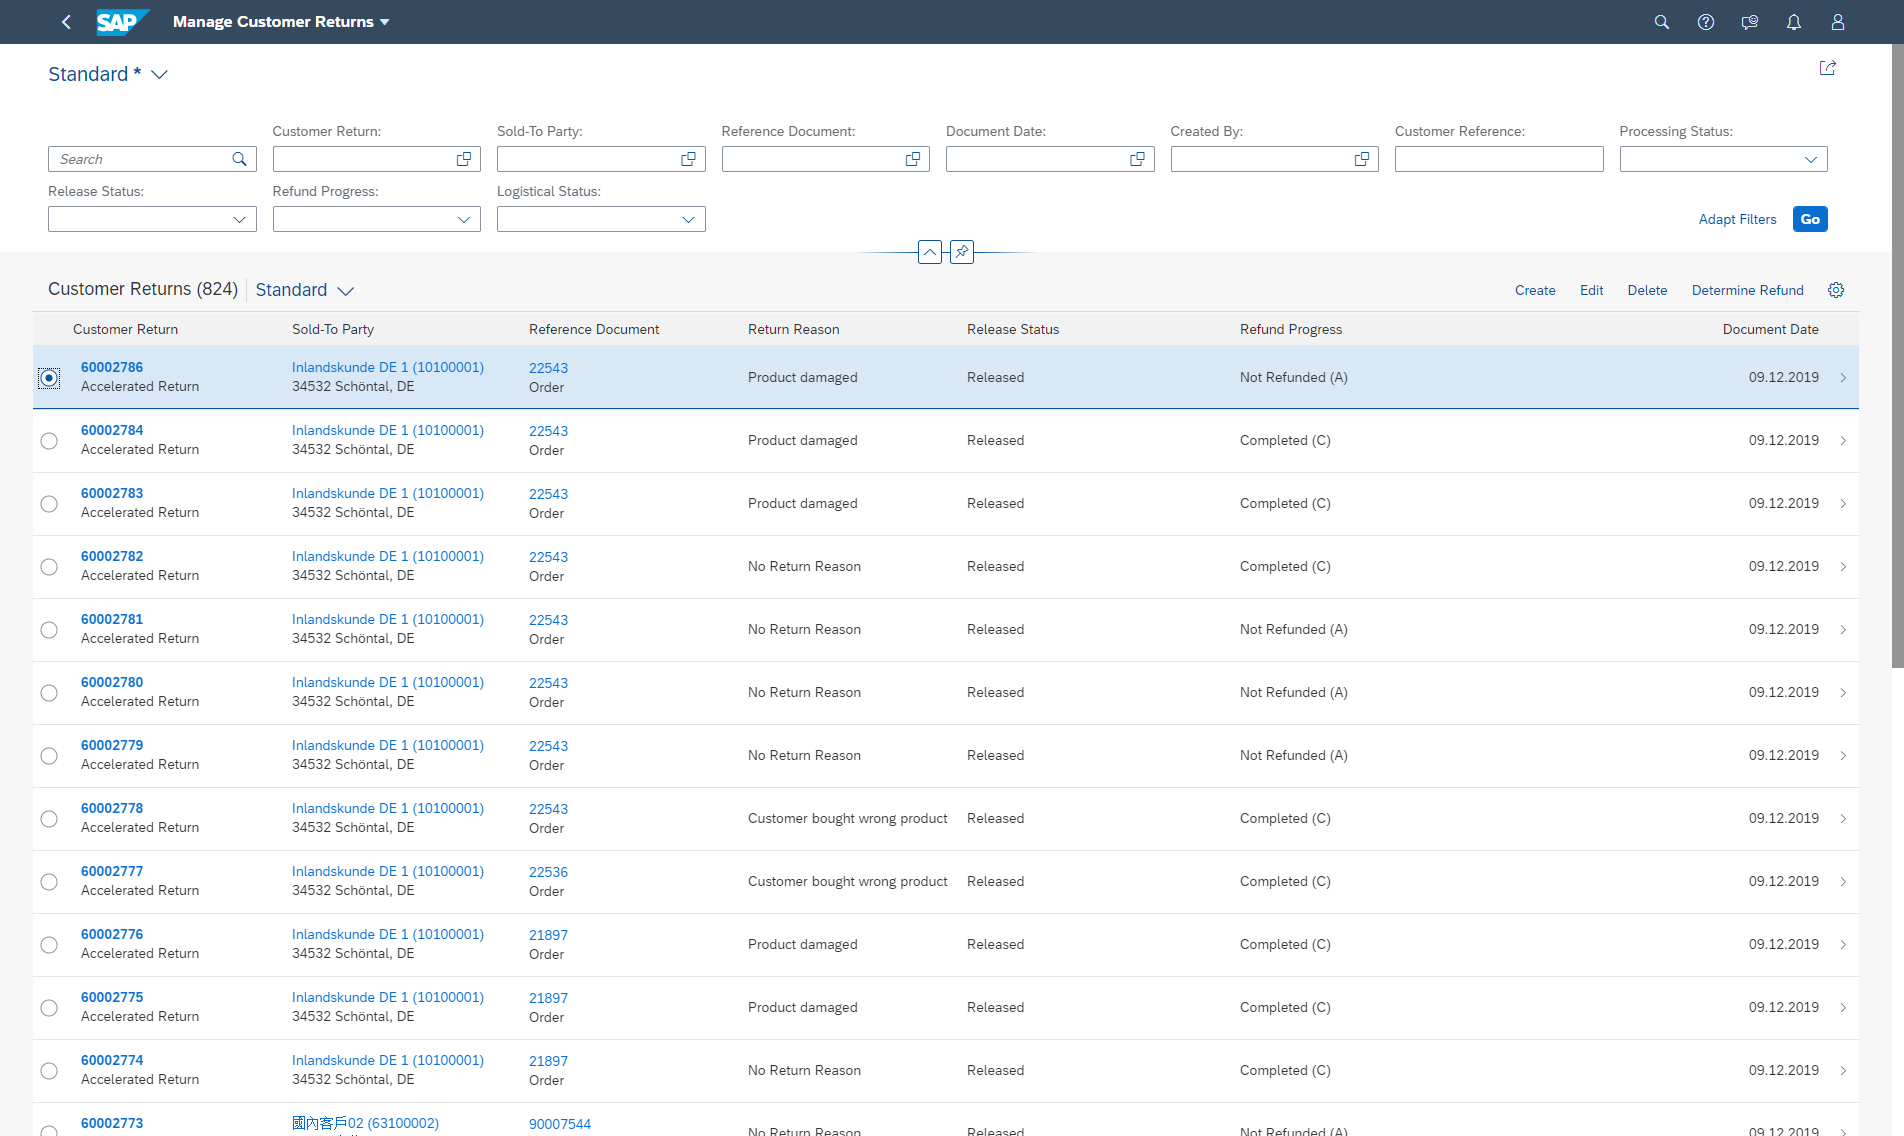 SAP Manage Customer Returns
Standard *
Customer Return: Sold-To Party: Reference Document: Document Date: Created By: Customer Reference: Processing Status:
Search
Release Status: Refund Progress: Logistical Status:
Adapt Filters Go
Customer Returns (824) Standard Create Edit Delete Determine Refund
Customer Return Sold-To Party Reference Document Return Reason Release Status Refund Progress Document Date
60002786 Inlandskunde DE 1 (10100001) 22543
Product damaged Released Not Refunded (A) 09.12.2019
Accelerated Return 34532 Schöntal, DE Order
60002784 Inlandskunde DE 1 (10100001) 22543
Product damaged Released Completed (C) 09.12.2019
Accelerated Return 34532 Schöntal, DE Order
60002783 Inlandskunde DE 1 (10100001) 22543
Product damaged Released Completed (C) 09.12.2019
Accelerated Return 34532 Schöntal, DE Order
60002782 Inlandskunde DE 1 (10100001) 22543
No Return Reason Released Completed (C) 09.12.2019
Accelerated Return 34532 Schöntal, DE Order
60002781 Inlandskunde DE 1 (10100001) 22543
No Return Reason Released Not Refunded (A) 09.12.2019
Accelerated Return 34532 Schöntal, DE Order
60002780 Inlandskunde DE 1 (10100001) 22543
No Return Reason Released Not Refunded (A) 09.12.2019
Accelerated Return 34532 Schöntal, DE Order
60002779 Inlandskunde DE 1 (10100001) 22543
No Return Reason Released Not Refunded (A) 09.12.2019
Accelerated Return 34532 Schöntal, DE Order
60002778 Inlandskunde DE 1 (10100001) 22543
Customer bought wrong product Released Completed (C) 09.12.2019
Accelerated Return 34532 Schöntal, DE Order
60002777 Inlandskunde DE 1 (10100001) 22536
Customer bought wrong product Released Completed (C) 09.12.2019
Accelerated Return 34532 Schöntal, DE Order
60002776 Inlandskunde DE 1 (10100001) 21897
Product damaged Released Completed (C) 09.12.2019
Accelerated Return 34532 Schöntal, DE Order
60002775 Inlandskunde DE 1 (10100001) 21897
Product damaged Released Completed (C) 09.12.2019
Accelerated Return 34532 Schöntal, DE Order
60002774 Inlandskunde DE 1 (10100001) 21897
No Return Reason Released Completed (C) 09.12.2019
Accelerated Return 34532 Schöntal, DE Order
60002773 國內客戶02 (63100002) 90007544
No Return Reason Released Not Refunded (A) 09.12.2019